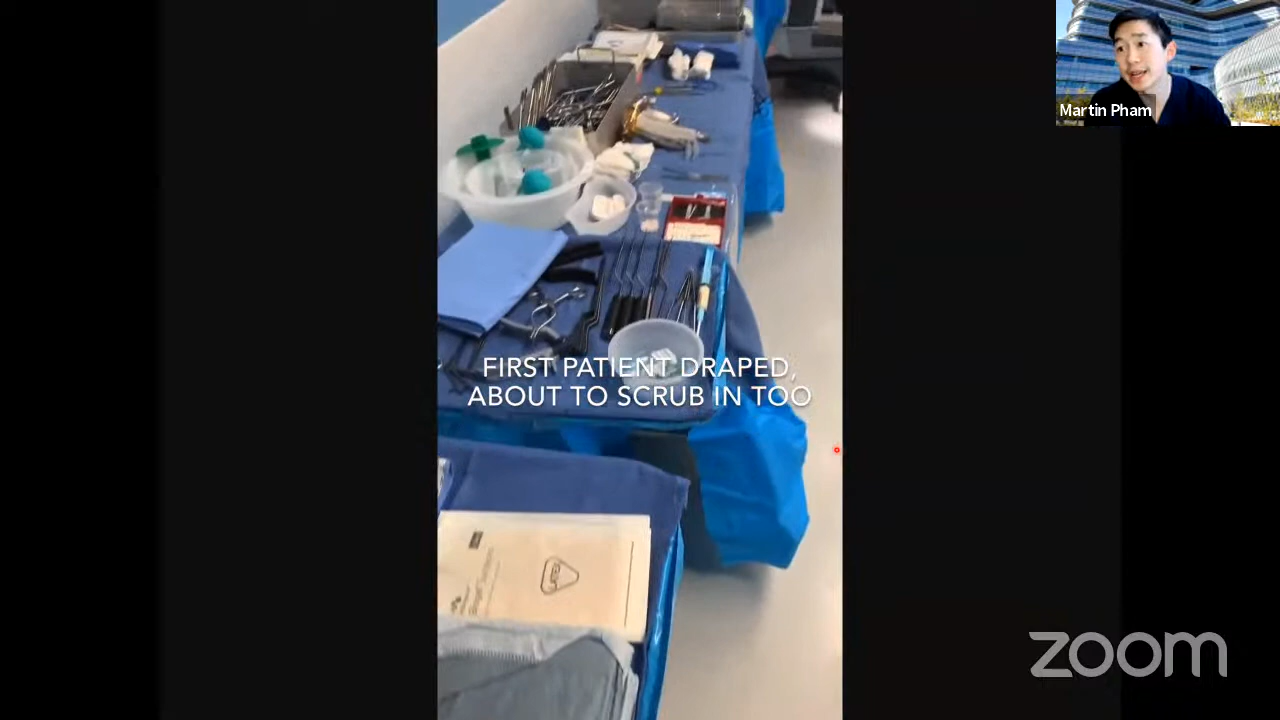 Martin Pham
FIRST PATIENT DRAPED,
ABOUT TO SCRUB IN TOO
zoom